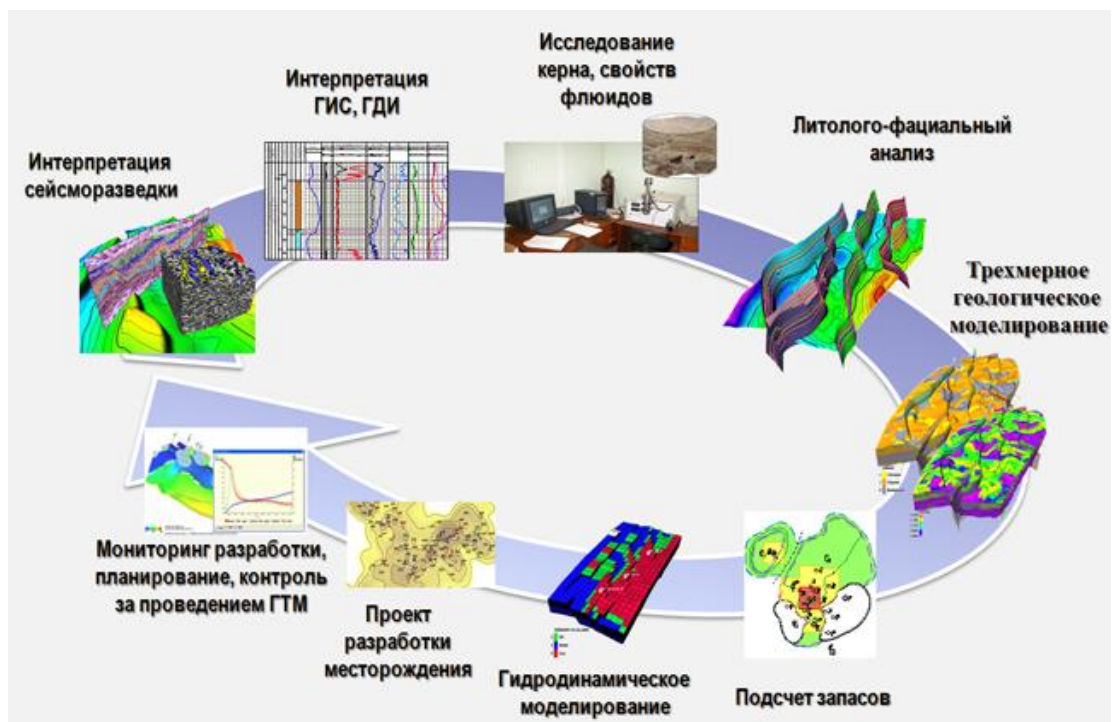 Интерпретация
сейсморазведки
Интерпретация
ГИС, ГДИ
Исследование
керна, свойств
флюидов
Литолого-фациальный
анализ
Трехмерное
геологическое
моделирование
Подсчет запасов
Гидродинамическое
моделирование
Проект
разработки
месторождения
Мониторинг разработки,
планирование, контроль
за проведением ГТМ